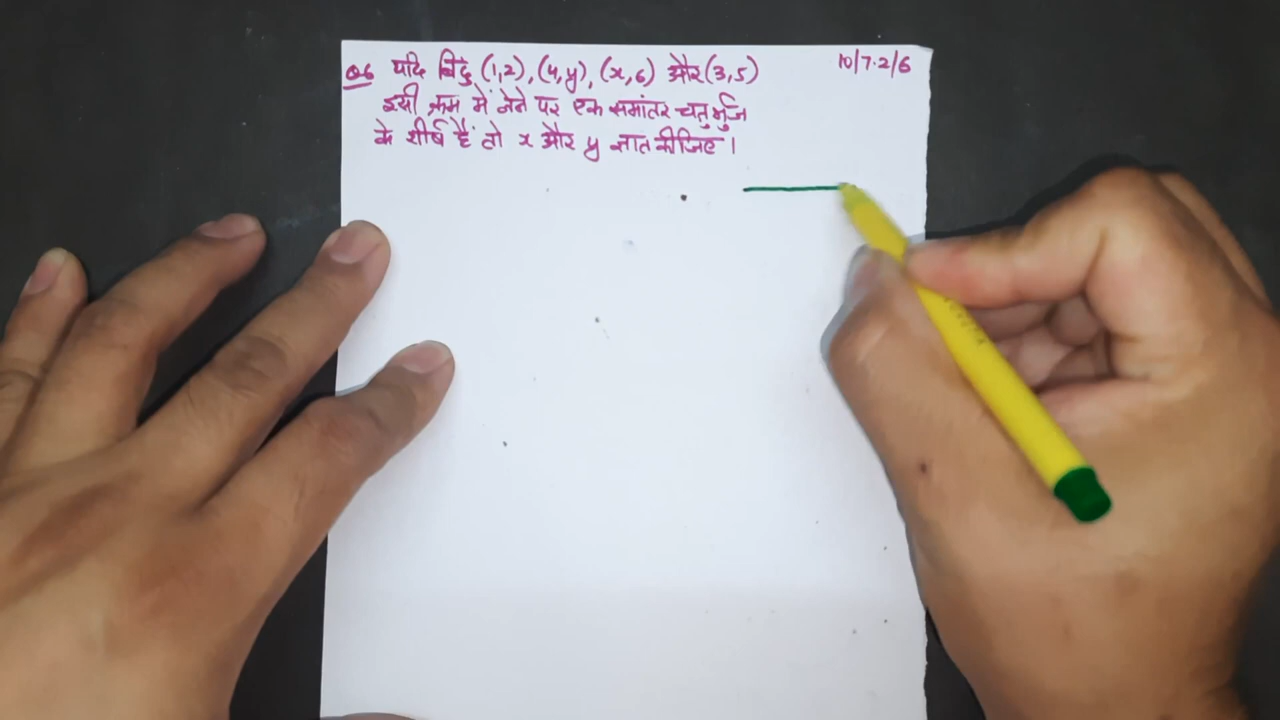 Q6 यदि बिंदु (1,2), (4,y), (x,6) और (3,5)
10/7.2/6
इसी क्रम में लेने पर एक समांतर चतुर्भुज
के शीर्ष हैं तो x और y ज्ञात कीजिए।